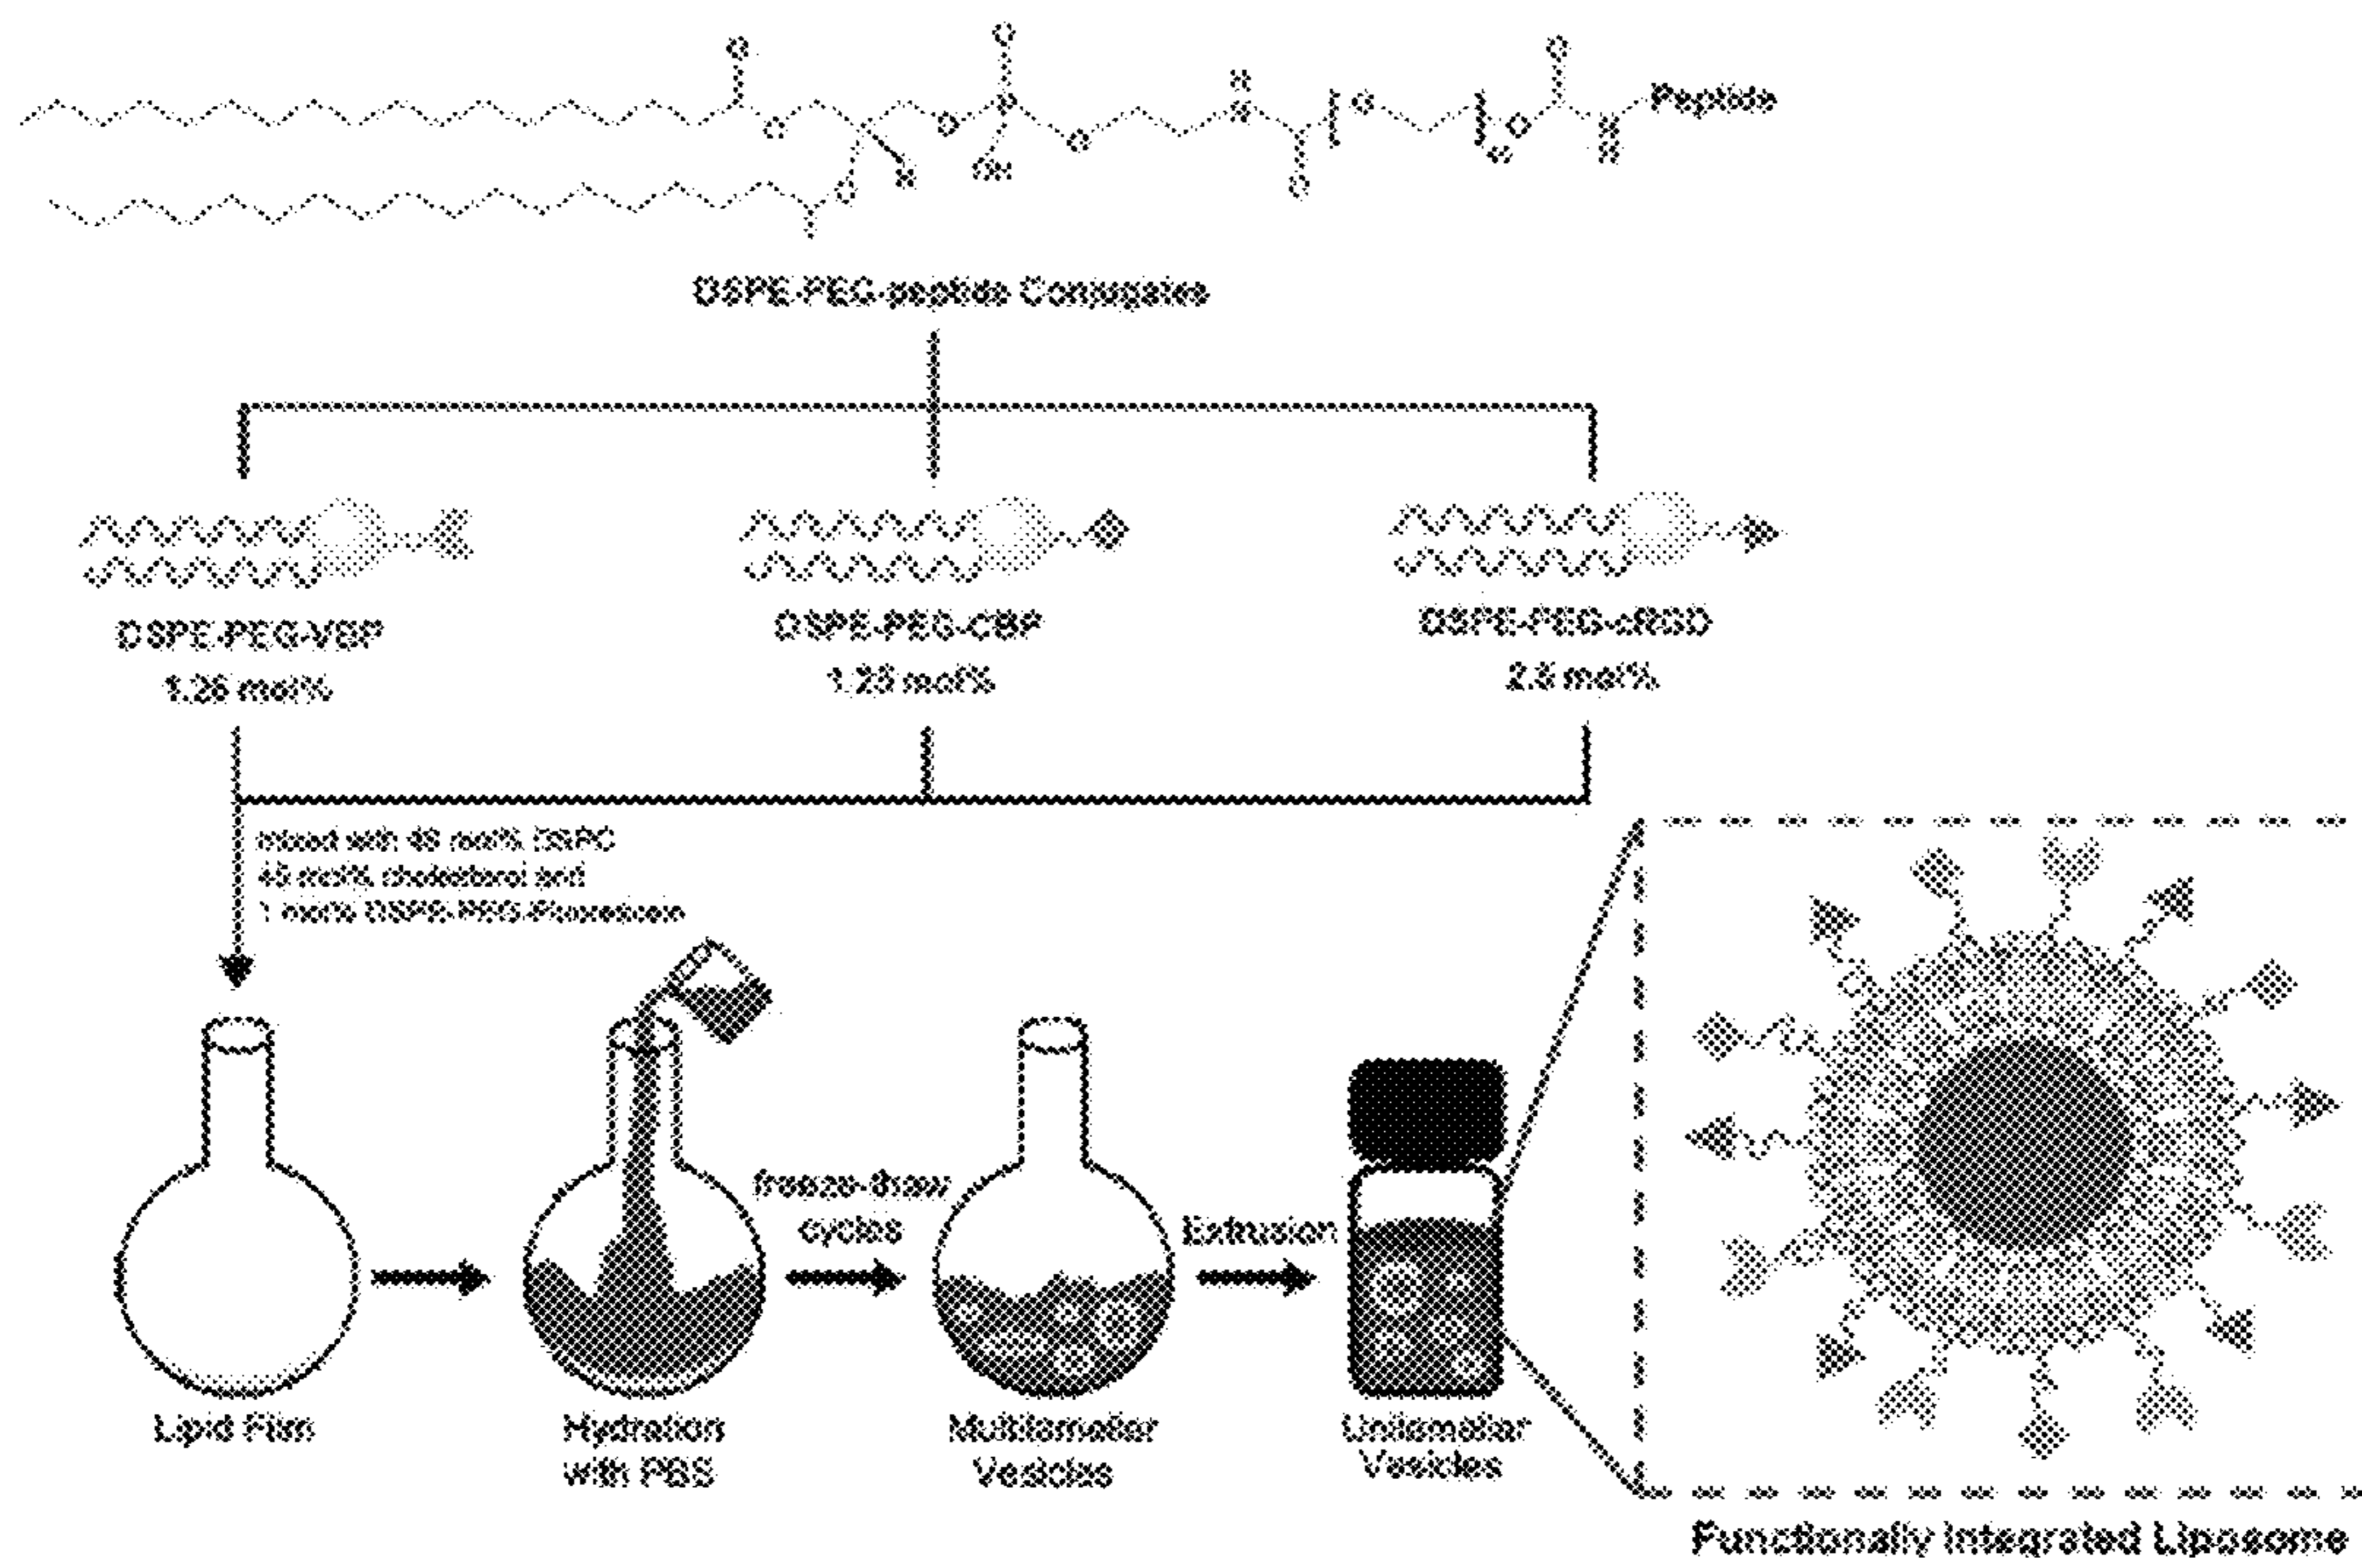 O O O
H
N O Peptide
O O P O O O N
O H OH O n H
DSPE-PEG-peptide Conjugates
DSPE-PEG-VBP DSPE-PEG-CBP DSPE-PEG-cRGD
1.25 mol% 1.25 mol% 2.5 mol%
mixed with 49 mol% DSPC
45 mol% cholesterol and
1 mol% DSPE-PEG-Fluorescein
freeze-thaw
cycles
Extrusion
Lipid Film
Hydration
with PBS
Multilamellar
Vesicles
Unilamellar
Vesicles
Functionally Integrated Liposome